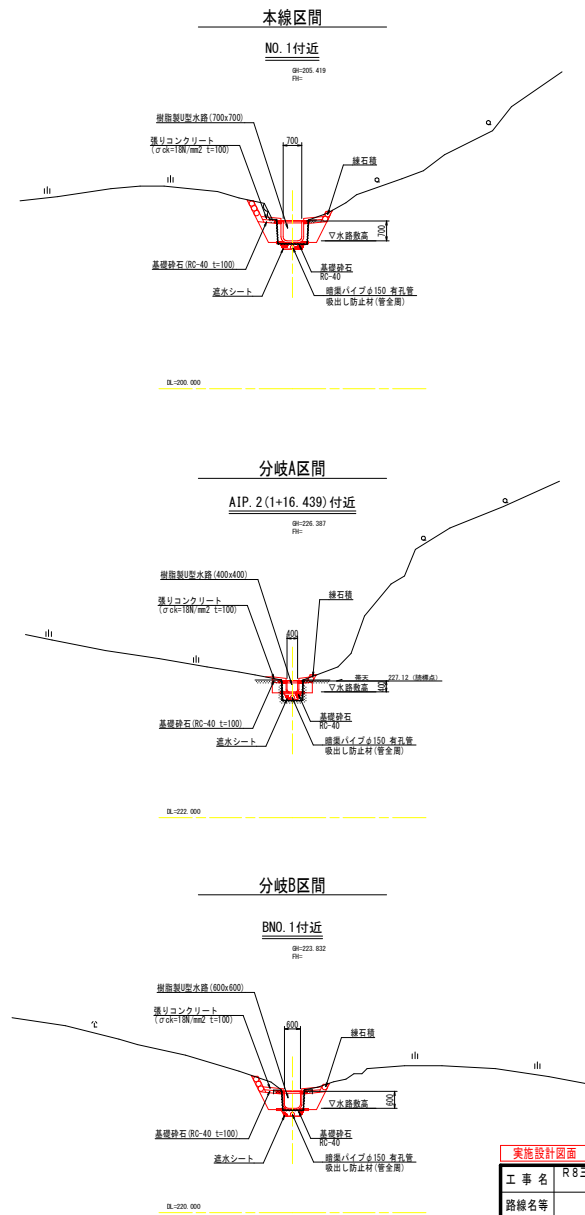 本線区間
NO.1付近
GH=205.419
FH=
樹脂製U型水路(700x700)
700
張りコンクリート
(σck=18N/mm2 t=100)
練石積
▽水路敷高
700
基礎砕石(RC-40 t=100)
基礎砕石
RC-40
遮水シート
暗渠パイプφ150 有孔管
吸出し防止材(管全周)
DL=200.000
分岐A区間
AIP.2(1+16.439)付近
GH=226.387
FH=
樹脂製U型水路(400x400)
練石積
張りコンクリート
(σck=18N/mm2 t=100)
400
227.12
▽水路敷高
400
基礎砕石(RC-40 t=100)
基礎砕石
RC-40
遮水シート
暗渠パイプφ150 有孔管
吸出し防止材(管全周)
DL=222.000
分岐B区間
BNO.1付近
GH=223.832
FH=
樹脂製U型水路(600x600)
張りコンクリート
(σck=18N/mm2 t=100)
600
練石積
▽水路敷高
600
基礎砕石(RC-40 t=100)
基礎砕石
RC-40
遮水シート
暗渠パイプφ150 有孔管
吸出し防止材(管全周)
実施設計図面
工事名 R8三
路線名等
DL=220.000